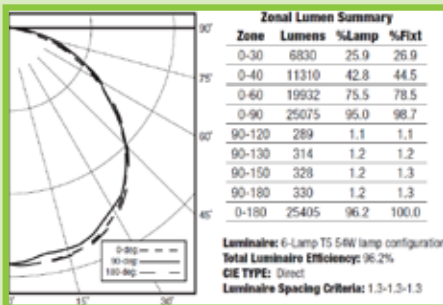 90°
75°
60°
45°
0°
15°
30°
0-deg:
90-deg:
180-deg:
Zonal Lumen Summary
Zone Lumens %Lamp %Fixt
0-30 6830 25.9 26.9
0-40 11310 42.8 44.5
0-60 19932 75.5 78.5
0-90 25075 95.0 98.7
90-120 289 1.1 1.1
90-130 314 1.2 1.2
90-150 328 1.2 1.3
90-180 330 1.2 1.3
0-180 25405 96.2 100.0
Luminaire: 6-Lamp T5 54W lamp configuration
Total Luminaire Efficiency: 96.2%
CIE TYPE: Direct
Luminaire Spacing Criteria: 1.3-1.3-1.3